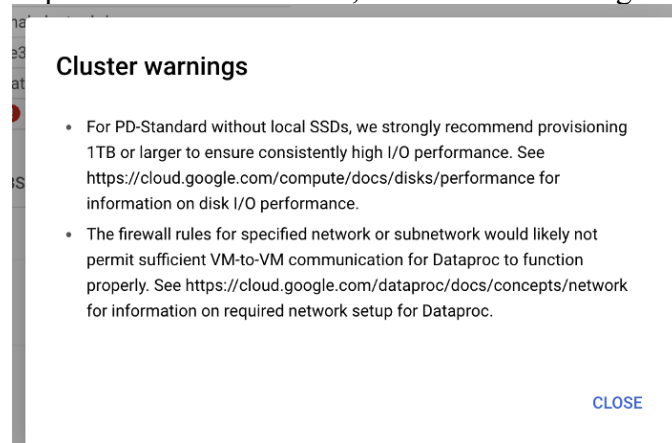 Cluster warnings
• For PD-Standard without local SSDs, we strongly recommend provisioning
1TB or larger to ensure consistently high I/O performance. See
https://cloud.google.com/compute/docs/disks/performance for
information on disk I/O performance.
• The firewall rules for specified network or subnetwork would likely not
permit sufficient VM-to-VM communication for Dataproc to function
properly. See https://cloud.google.com/dataproc/docs/concepts/network
for information on required network setup for Dataproc.
CLOSE